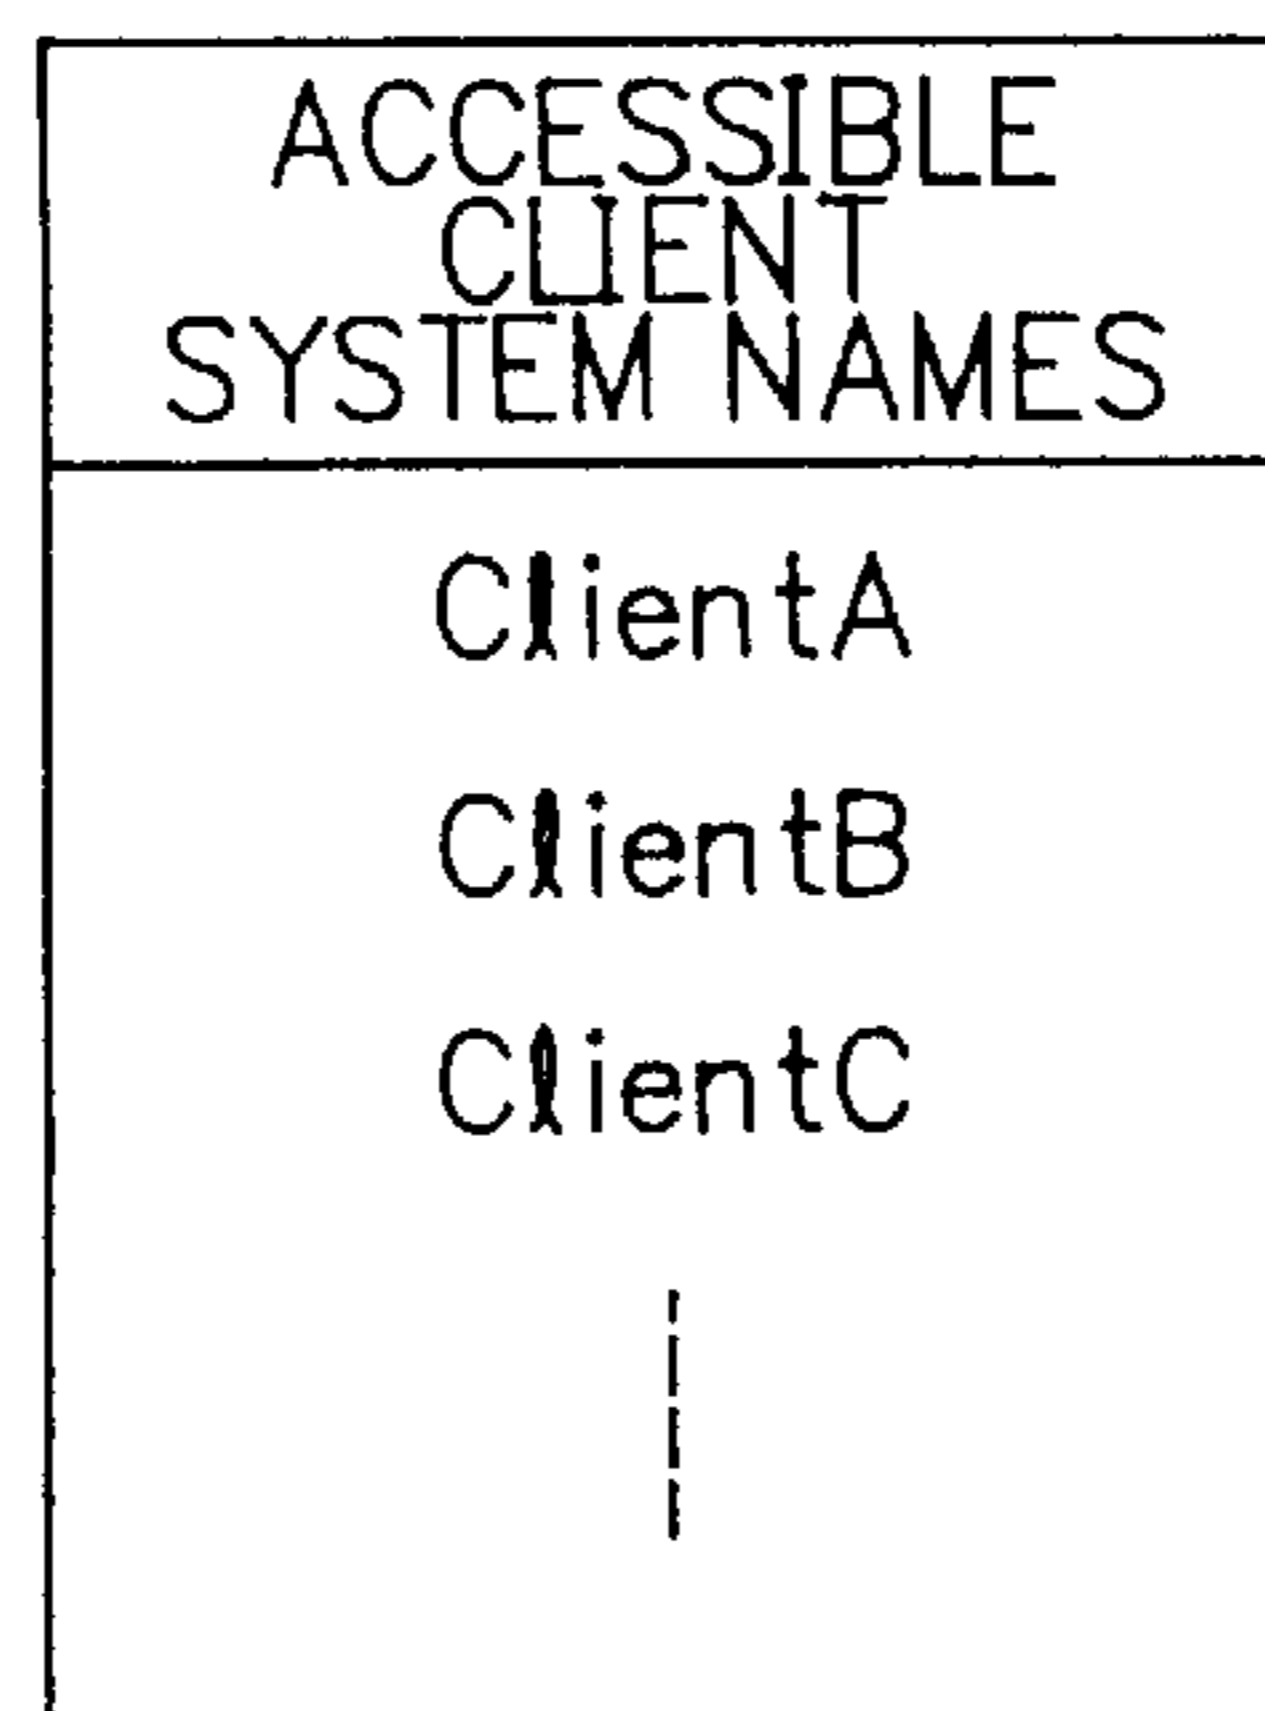 ACCESSIBLE
CLIENT
SYSTEM NAMES
ClientA
ClientB
ClientC